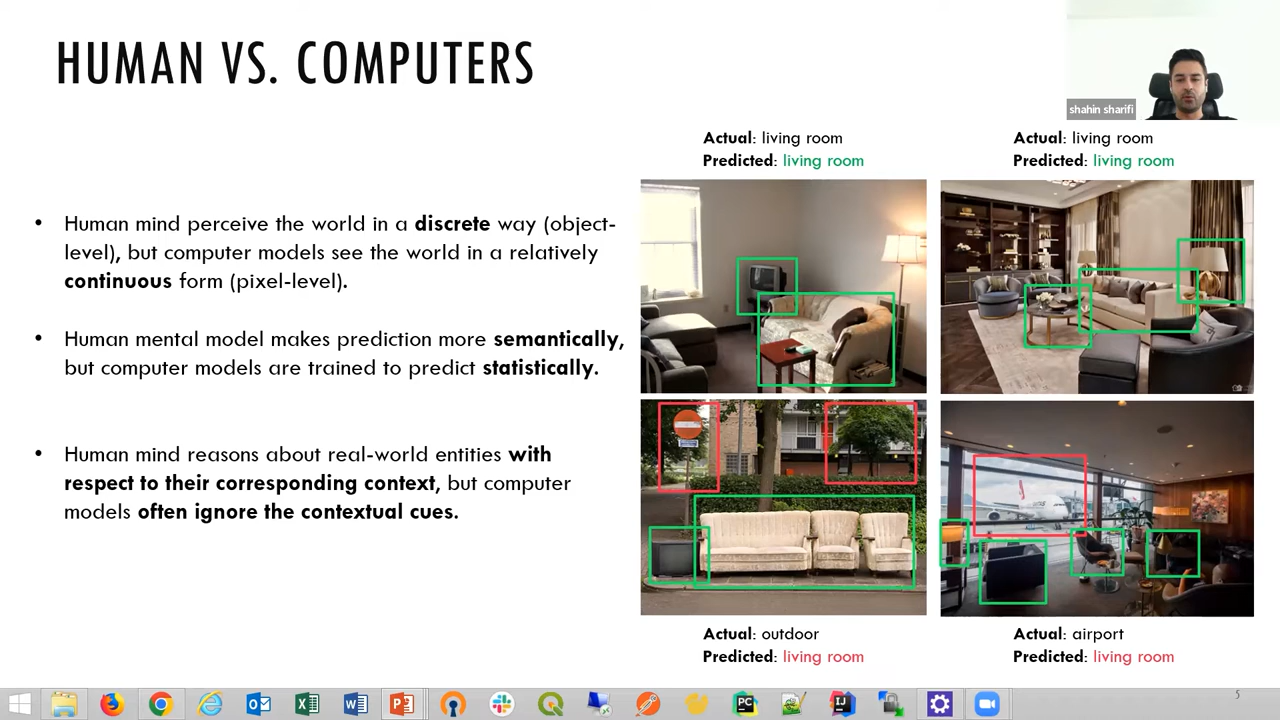 HUMAN VS. COMPUTERS
shahin sharifi
Actual: living room
Predicted: living room
Actual: living room
Predicted: living room
• Human mind perceive the world in a discrete way (object-
level), but computer models see the world in a relatively
continuous form (pixel-level).
• Human mental model makes prediction more semantically,
but computer models are trained to predict statistically.
• Human mind reasons about real-world entities with
respect to their corresponding context, but computer
models often ignore the contextual cues.
Actual: outdoor
Predicted: living room
Actual: airport
Predicted: living room
5
PC
IJ